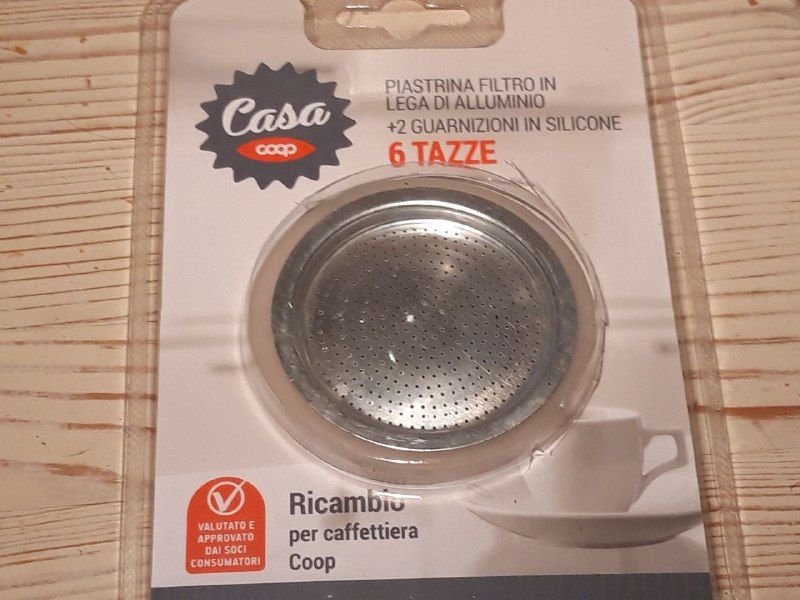 Casa
coop
PIASTRINA FILTRO IN
LEGA DI ALLUMINIO
+2 GUARNIZIONI IN SILICONE
6 TAZZE
VALUTATO E
APPROVATO
DAI SOCI
CONSUMATORI
Ricambio
per caffettiera
Coop